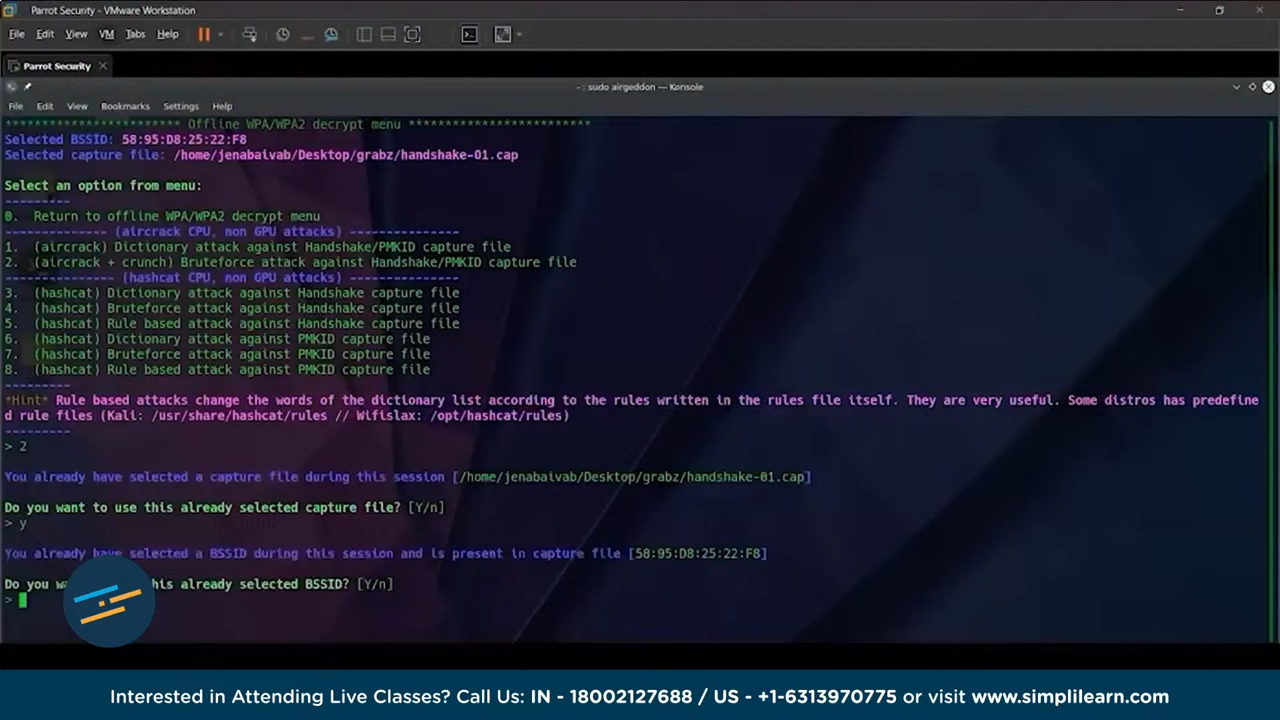 Parrot Security - VMware Workstation
File Edit View VM Tabs Help
Parrot Security
~ : sudo airgeddon — Konsole
File Edit View Bookmarks Settings Help
************************ Offline WPA/WPA2 decrypt menu *************************
Selected BSSID: 58:95:D8:25:22:F8
Selected capture file: /home/jenabaivab/Desktop/grabz/handshake-01.cap
Select an option from menu:
---------
0. Return to offline WPA/WPA2 decrypt menu
-------------- (aircrack CPU, non GPU attacks) ---------------
1. (aircrack) Dictionary attack against Handshake/PMKID capture file
2. (aircrack + crunch) Bruteforce attack against Handshake/PMKID capture file
--------------- (hashcat CPU, non GPU attacks) ---------------
3. (hashcat) Dictionary attack against Handshake capture file
4. (hashcat) Bruteforce attack against Handshake capture file
5. (hashcat) Rule based attack against Handshake capture file
6. (hashcat) Dictionary attack against PMKID capture file
7. (hashcat) Bruteforce attack against PMKID capture file
8. (hashcat) Rule based attack against PMKID capture file
---------
*Hint* Rule based attacks change the words of the dictionary list according to the rules written in the rules file itself. They are very useful. Some distros has predefine
d rule files (Kali: /usr/share/hashcat/rules // Wifislax: /opt/hashcat/rules)
---------
> 2
You already have selected a capture file during this session [/home/jenabaivab/Desktop/grabz/handshake-01.cap]
Do you want to use this already selected capture file? [Y/n]
> y
You already have selected a BSSID during this session and is present in capture file [58:95:D8:25:22:F8]
Do you wa his already selected BSSID? [Y/n]
>
Interested in Attending Live Classes? Call Us: IN - 18002127688 / US - +1-6313970775 or visit www.simplilearn.com